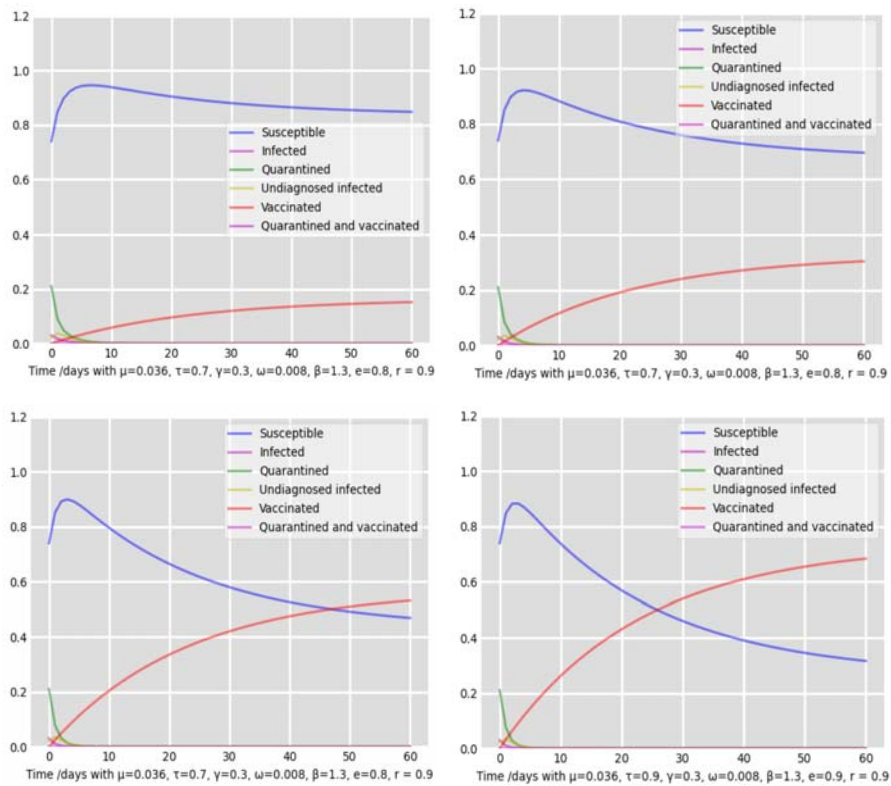 1.2
1.0
0.8
0.6
0.4
0.2
0.0
Susceptible
Infected
Quarantined
Undiagnosed infected
Vaccinated
Quarantined and vaccinated
0 10 20 30 40 50 60
Time /days with μ=0.036, τ=0.7, γ=0.3, ω=0.008, β=1.3, e=0.8, r = 0.9
1.2
1.0
0.8
0.6
0.4
0.2
0.0
Susceptible
Infected
Quarantined
Undiagnosed infected
Vaccinated
Quarantined and vaccinated
0 10 20 30 40 50 60
Time /days with μ=0.036, τ=0.7, γ=0.3, ω=0.008, β=1.3, e=0.8, r = 0.9
1.2
1.0
0.8
0.6
0.4
0.2
0.0
Susceptible
Infected
Quarantined
Undiagnosed infected
Vaccinated
Quarantined and vaccinated
0 10 20 30 40 50 60
Time /days with μ=0.036, τ=0.7, γ=0.3, ω=0.008, β=1.3, e=0.8, r = 0.9
1.2
1.0
0.8
0.6
0.4
0.2
0.0
Susceptible
Infected
Quarantined
Undiagnosed infected
Vaccinated
Quarantined and vaccinated
0 10 20 30 40 50 60
Time /days with μ=0.036, τ=0.9, γ=0.3, ω=0.008, β=1.3, e=0.9, r = 0.9